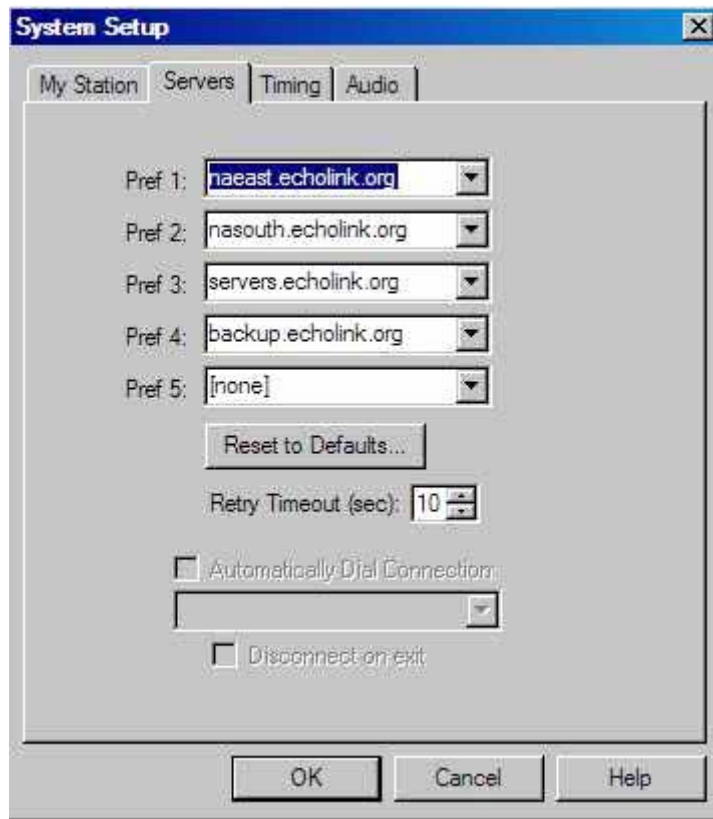 System Setup
My Station Servers Timing Audio
Pref 1: naeast.echolink.org
Pref 2: nasouth.echolink.org
Pref 3: servers.echolink.org
Pref 4: backup.echolink.org
Pref 5: [none]
Reset to Defaults...
Retry Timeout (sec): 10
Automatically Dial Connection:
Disconnect on exit
OK Cancel Help